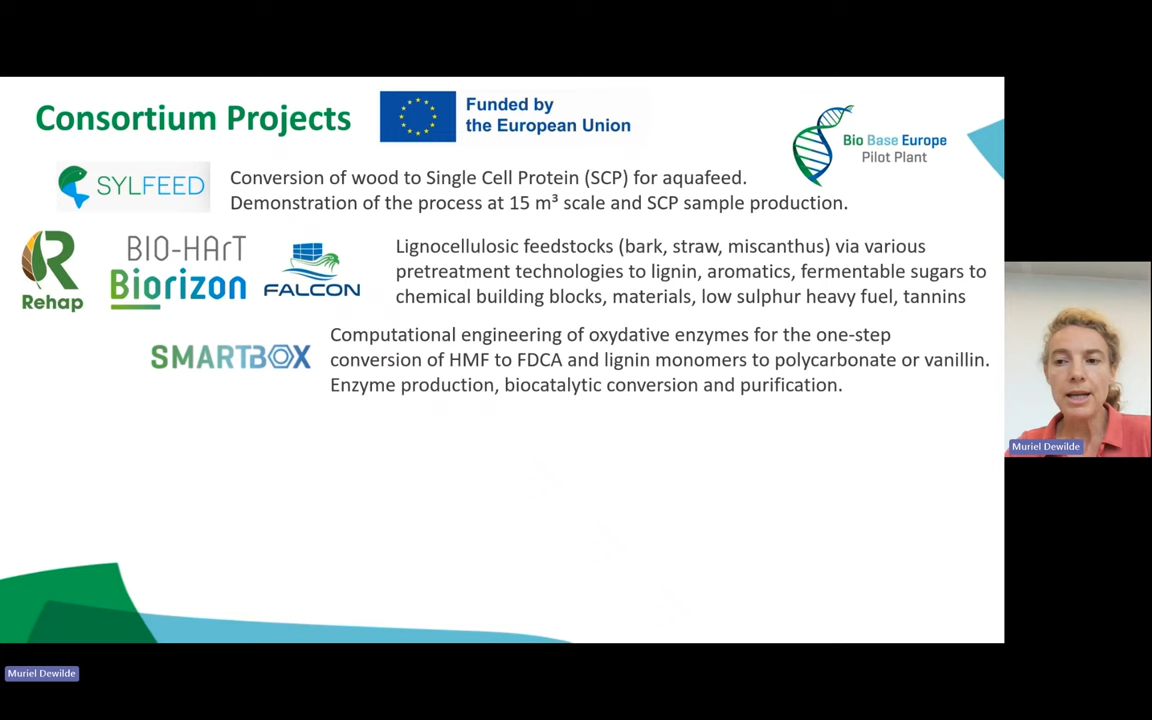 Consortium Projects
Funded by
the European Union
Bio Base Europe
Pilot Plant
SYLFEED
Conversion of wood to Single Cell Protein (SCP) for aquafeed.
Demonstration of the process at 15 m³ scale and SCP sample production.
Rehap
BIO-HArT
Biorizon
FALCON
Lignocellulosic feedstocks (bark, straw, miscanthus) via various
pretreatment technologies to lignin, aromatics, fermentable sugars to
chemical building blocks, materials, low sulphur heavy fuel, tannins
SMARTBOX
Computational engineering of oxydative enzymes for the one-step
conversion of HMF to FDCA and lignin monomers to polycarbonate or vanillin.
Enzyme production, biocatalytic conversion and purification.
Muriel Dewilde
Muriel Dewilde